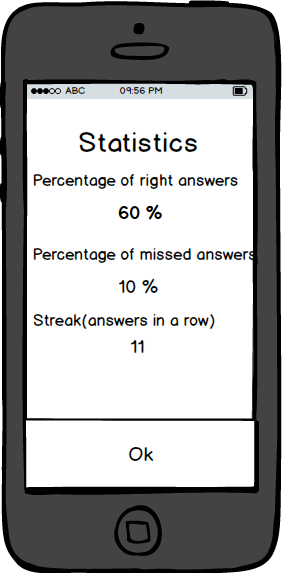 ABC 09:56 PM
Statistics
Percentage of right answers
60 %
Percentage of missed answers
10 %
Streak(answers in a row)
11
Ok